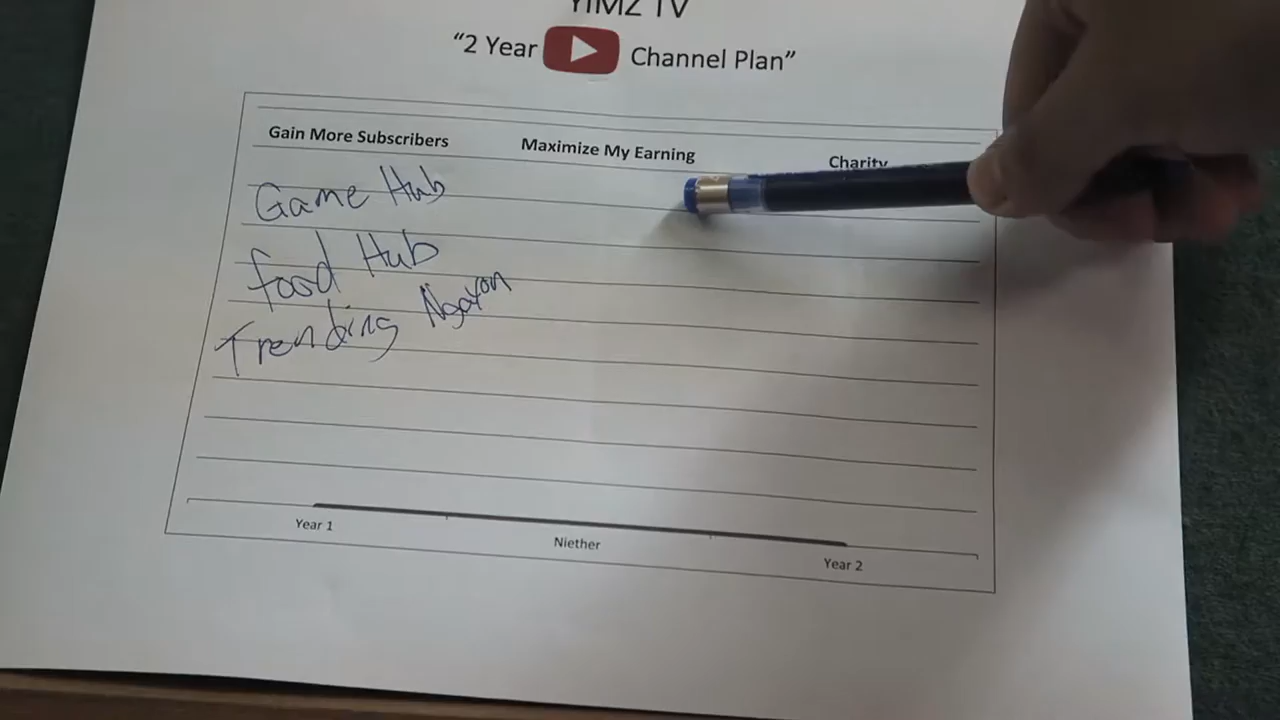 YIMZ TV
"2 Year Channel Plan"
Gain More Subscribers Maximize My Earning Charity
Game Hub
food Hub
Trending Ngayon
Year 1 Niether Year 2